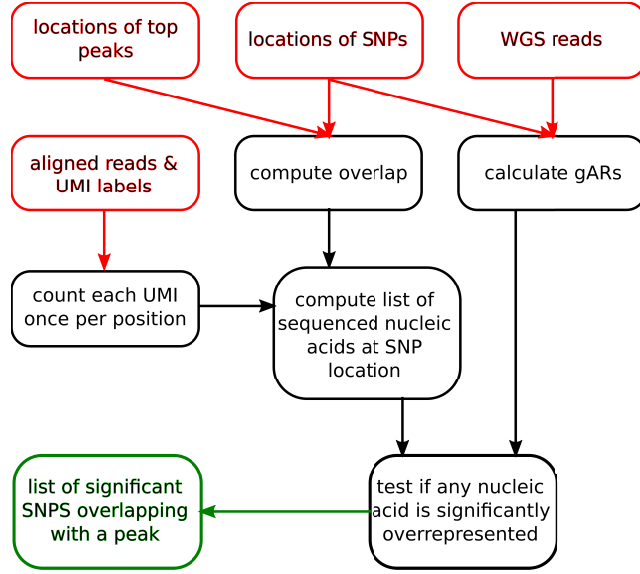 locations of top
peaks
locations of SNPs
WGS reads
aligned reads &
UMI labels
compute overlap
calculate gARs
count each UMI
once per position
compute list of
sequenced nucleic
acids at SNP
location
list of significant
SNPS overlapping
with a peak
test if any nucleic
acid is significantly
overrepresented